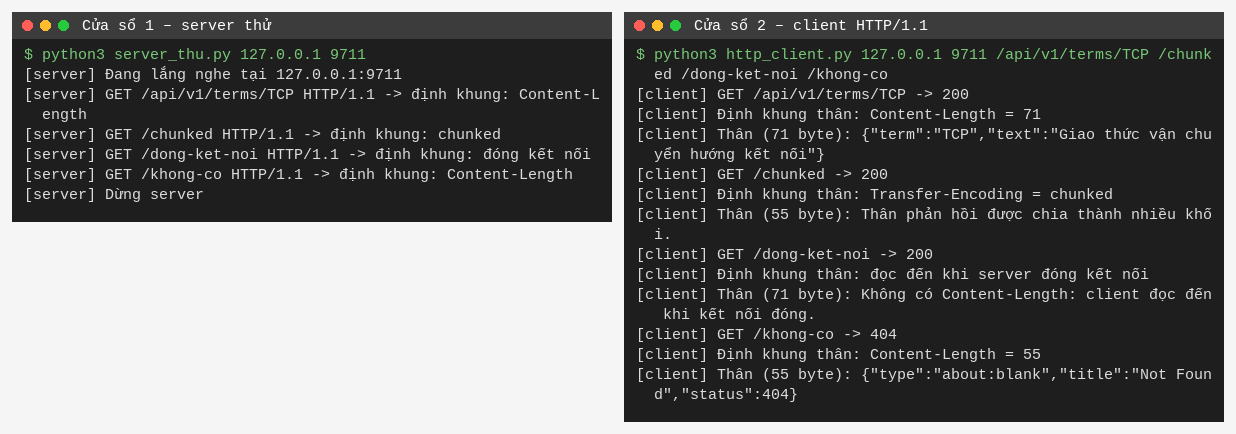 Cửa sổ 1 – server thử
$ python3 server_thu.py 127.0.0.1 9711
[server] Đang lắng nghe tại 127.0.0.1:9711
[server] GET /api/v1/terms/TCP HTTP/1.1 -> định khung: Content-L
ength
[server] GET /chunked HTTP/1.1 -> định khung: chunked
[server] GET /dong-ket-noi HTTP/1.1 -> định khung: đóng kết nối
[server] GET /khong-co HTTP/1.1 -> định khung: Content-Length
[server] Dừng server
Cửa sổ 2 – client HTTP/1.1
$ python3 http_client.py 127.0.0.1 9711 /api/v1/terms/TCP /chunk
ed /dong-ket-noi /khong-co
[client] GET /api/v1/terms/TCP -> 200
[client] Định khung thân: Content-Length = 71
[client] Thân (71 byte): {"term":"TCP","text":"Giao thức vận chu
yển hướng kết nối"}
[client] GET /chunked -> 200
[client] Định khung thân: Transfer-Encoding = chunked
[client] Thân (55 byte): Thân phản hồi được chia thành nhiều khố
i.
[client] GET /dong-ket-noi -> 200
[client] Định khung thân: đọc đến khi server đóng kết nối
[client] Thân (71 byte): Không có Content-Length: client đọc đến
khi kết nối đóng.
[client] GET /khong-co -> 404
[client] Định khung thân: Content-Length = 55
[client] Thân (55 byte): {"type":"about:blank","title":"Not Foun
d","status":404}